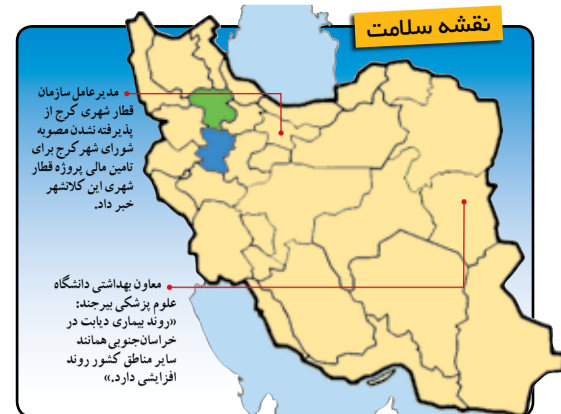 نقشه سلامت
مدیرعامل سازمان
قطار شهری کرج از
پذیرفته نشدن مصوبه
شورای شهر کرج برای
تامین مالی پروژه قطار
شهری این کلانشهر
خبر داد.
معاون بهداشتی دانشگاه
علوم پزشکی بیرجند:
«روند بیماری دیابت در
خراسان‌جنوبی همانند
سایر مناطق کشور روند
افزایشی دارد.»